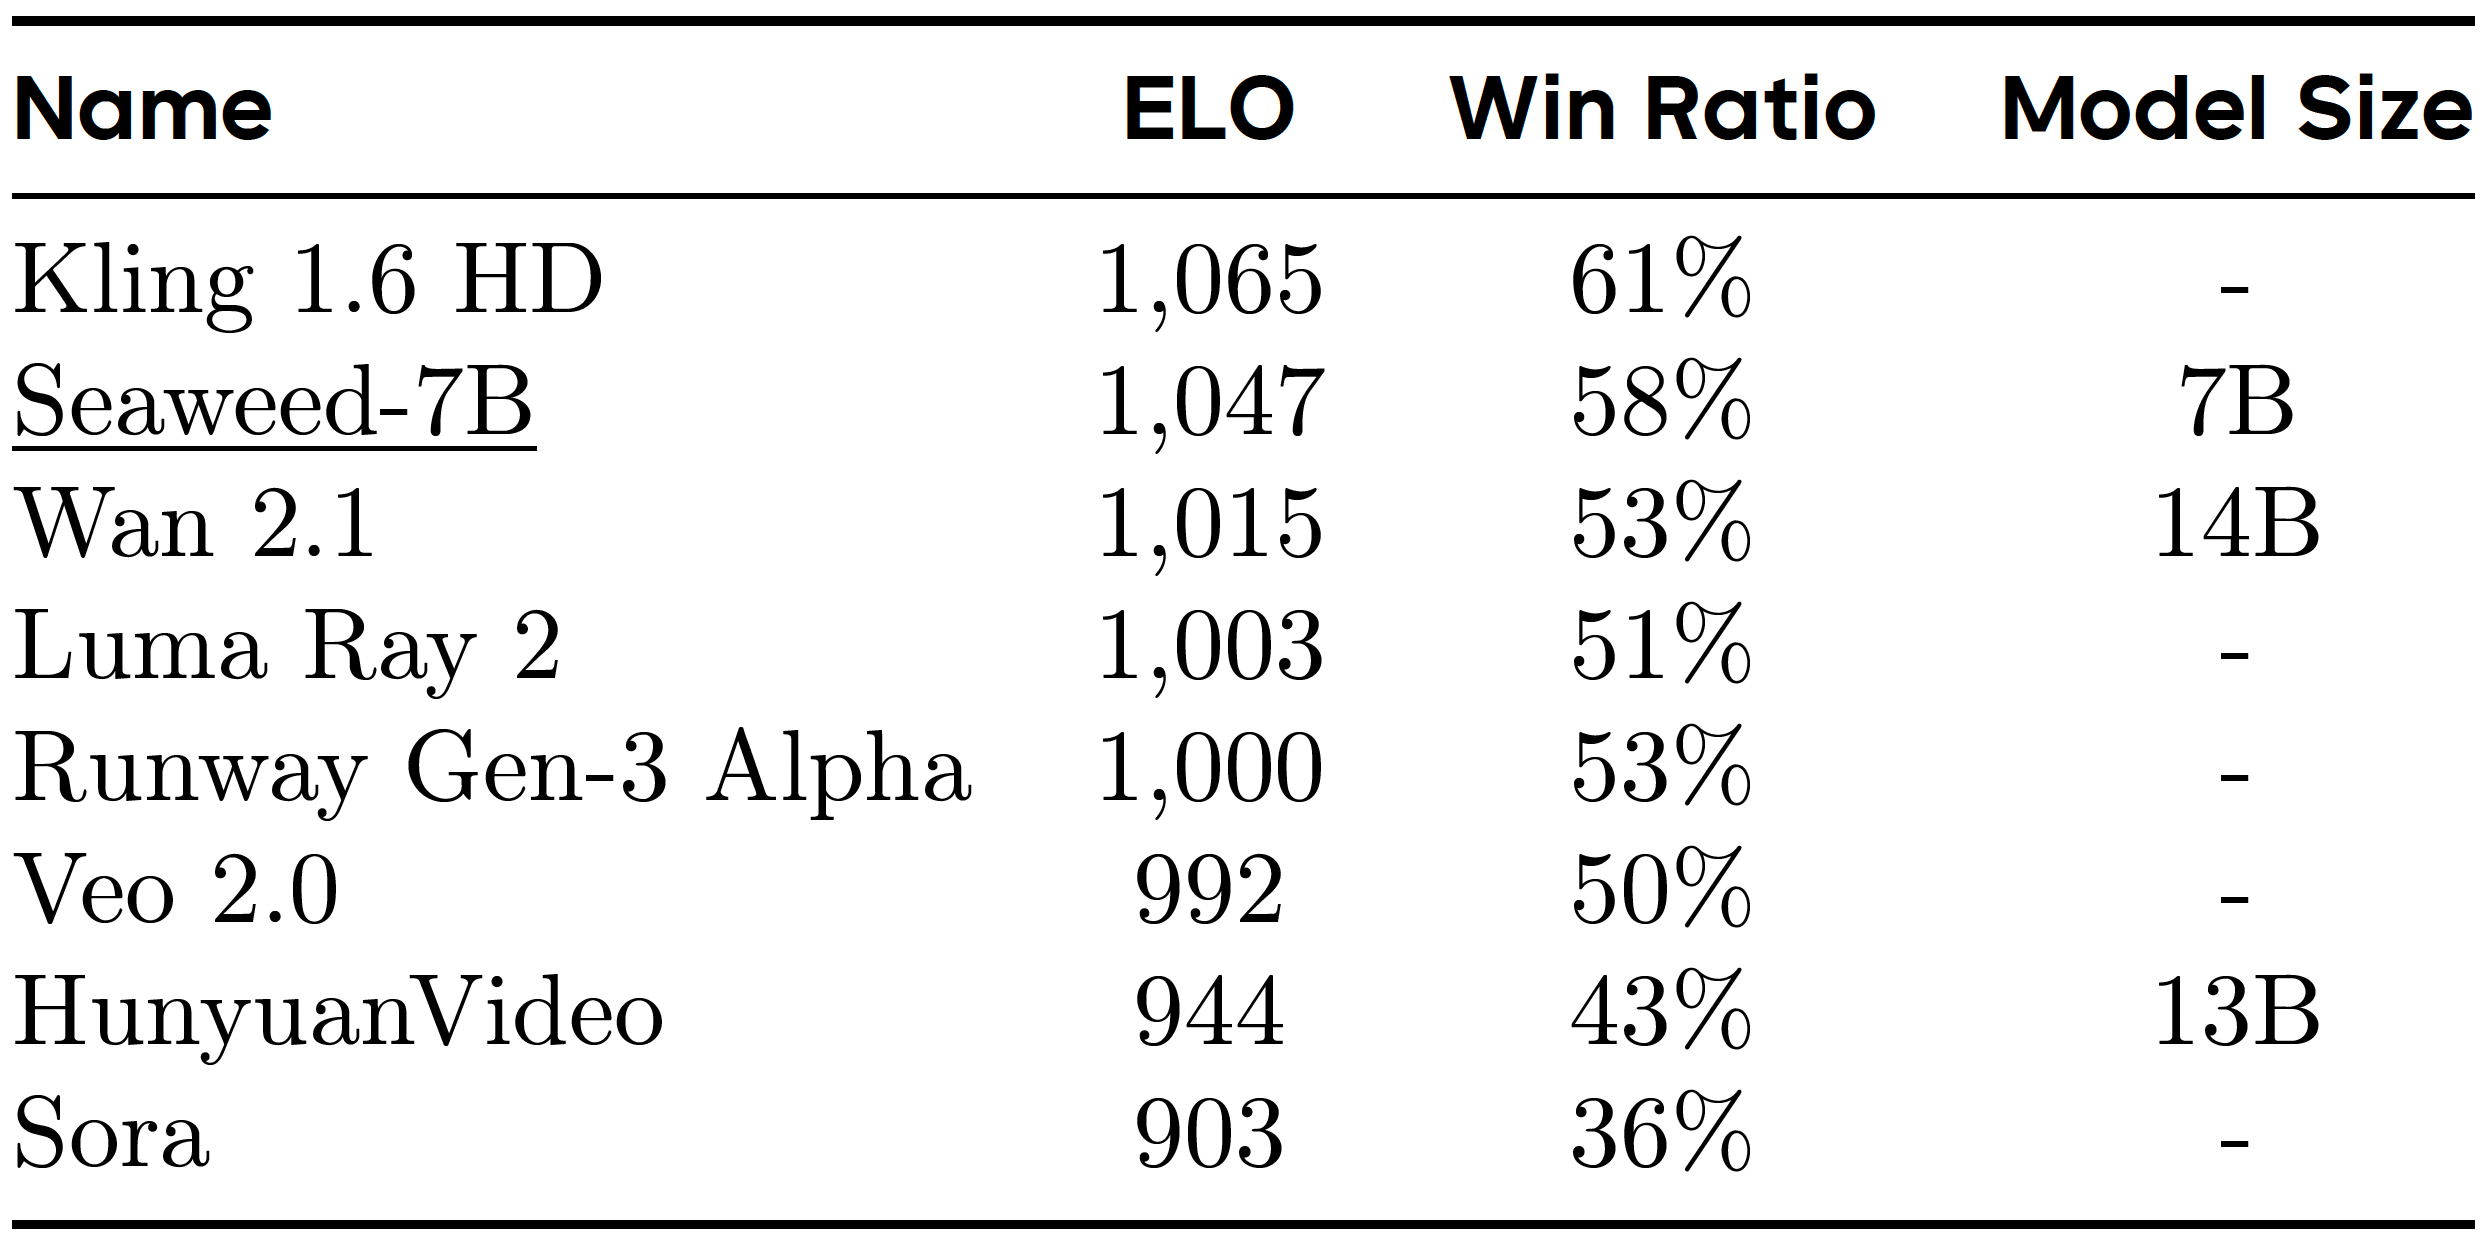 Name ELO Win Ratio Model Size
Kling 1.6 HD 1,065 61% -
Seaweed-7B 1,047 58% 7B
Wan 2.1 1,015 53% 14B
Luma Ray 2 1,003 51% -
Runway Gen-3 Alpha 1,000 53% -
Veo 2.0 992 50% -
HunyuanVideo 944 43% 13B
Sora 903 36% -